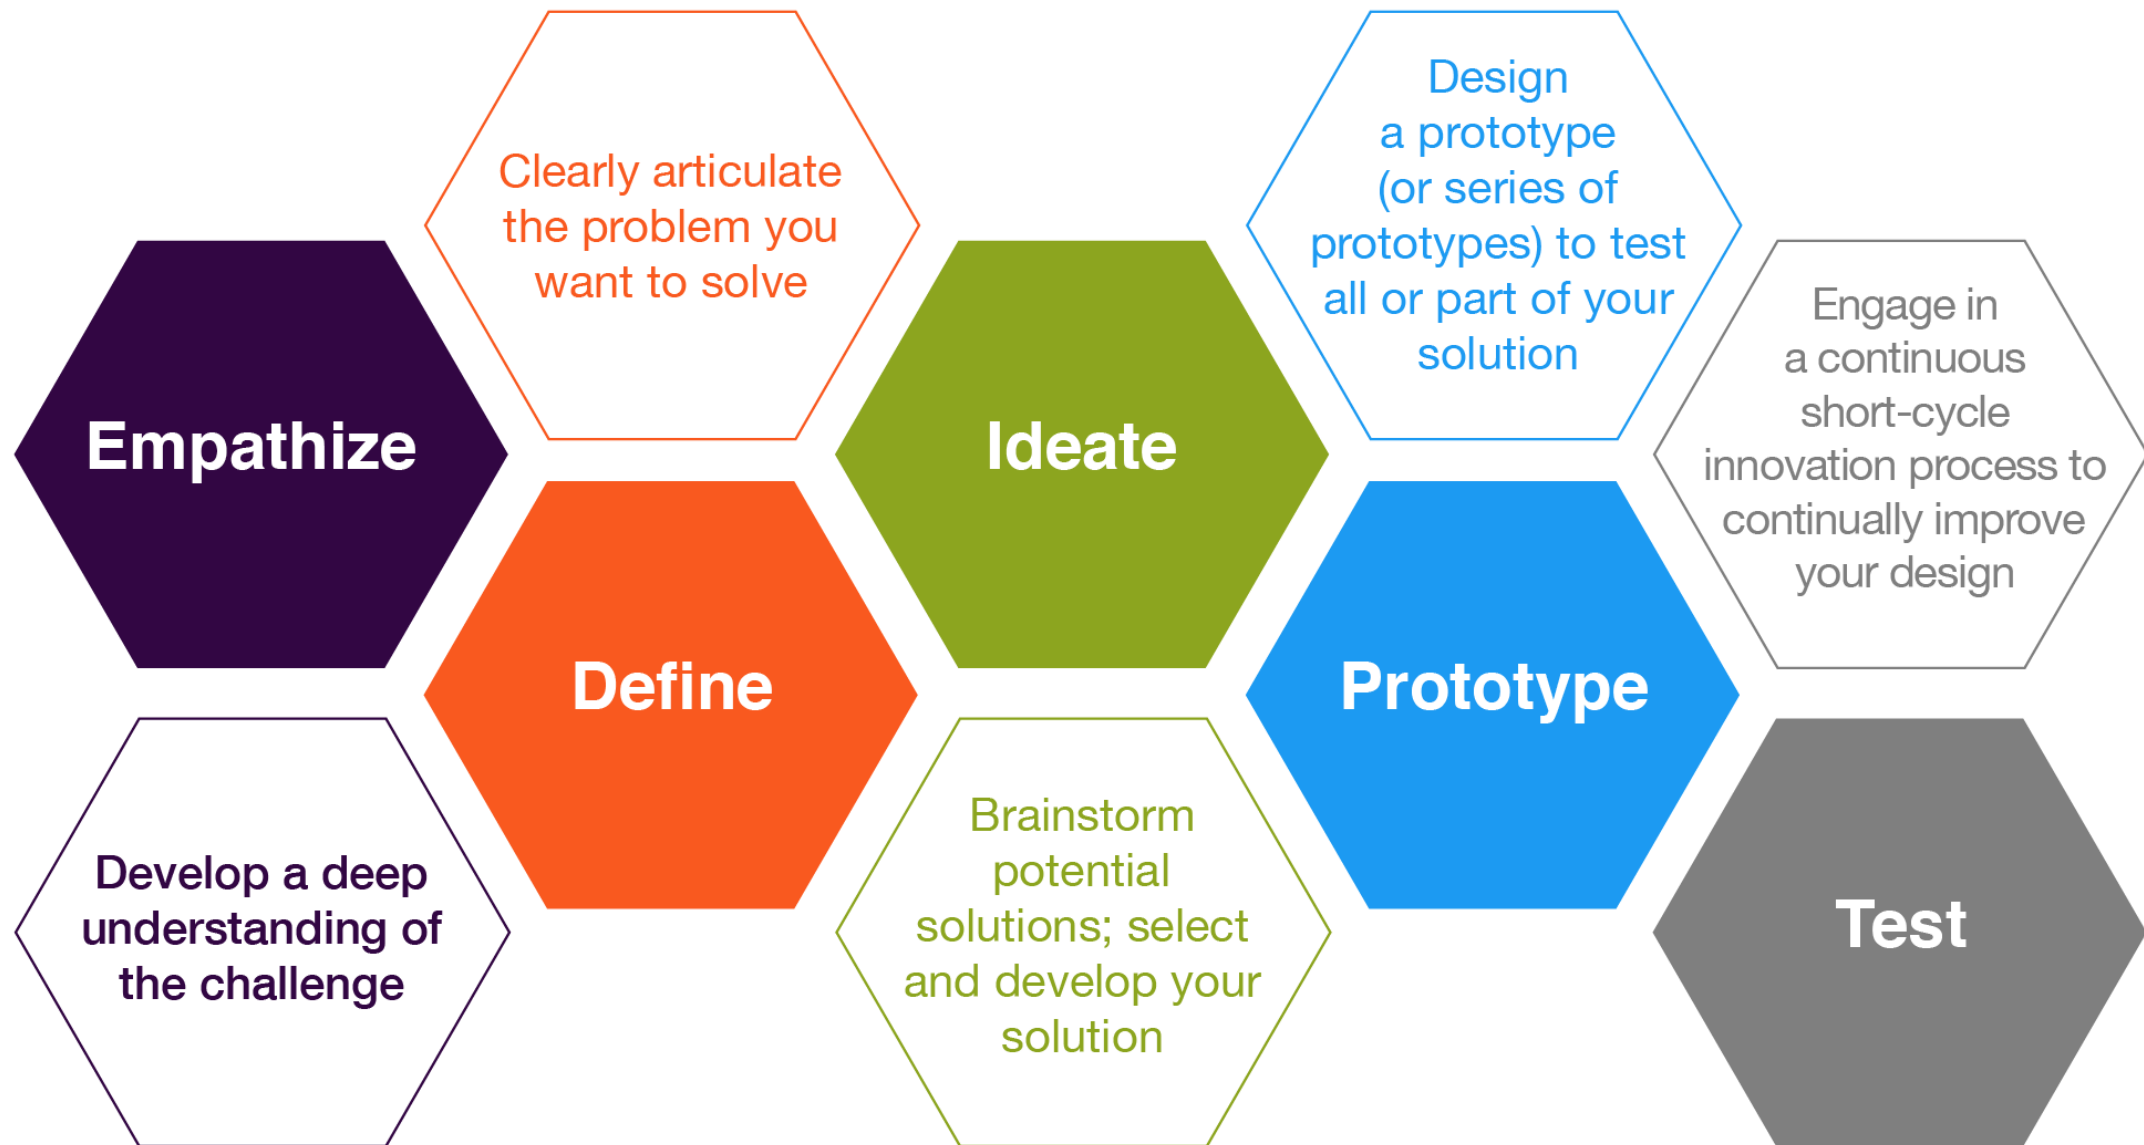 Empathize
Develop a deep
understanding of
the challenge
Clearly articulate
the problem you
want to solve
Define
Ideate
Brainstorm
potential
solutions; select
and develop your
solution
Design
a prototype
(or series of
prototypes) to test
all or part of your
solution
Prototype
Engage in
a continuous
short-cycle
innovation process to
continually improve
your design
Test